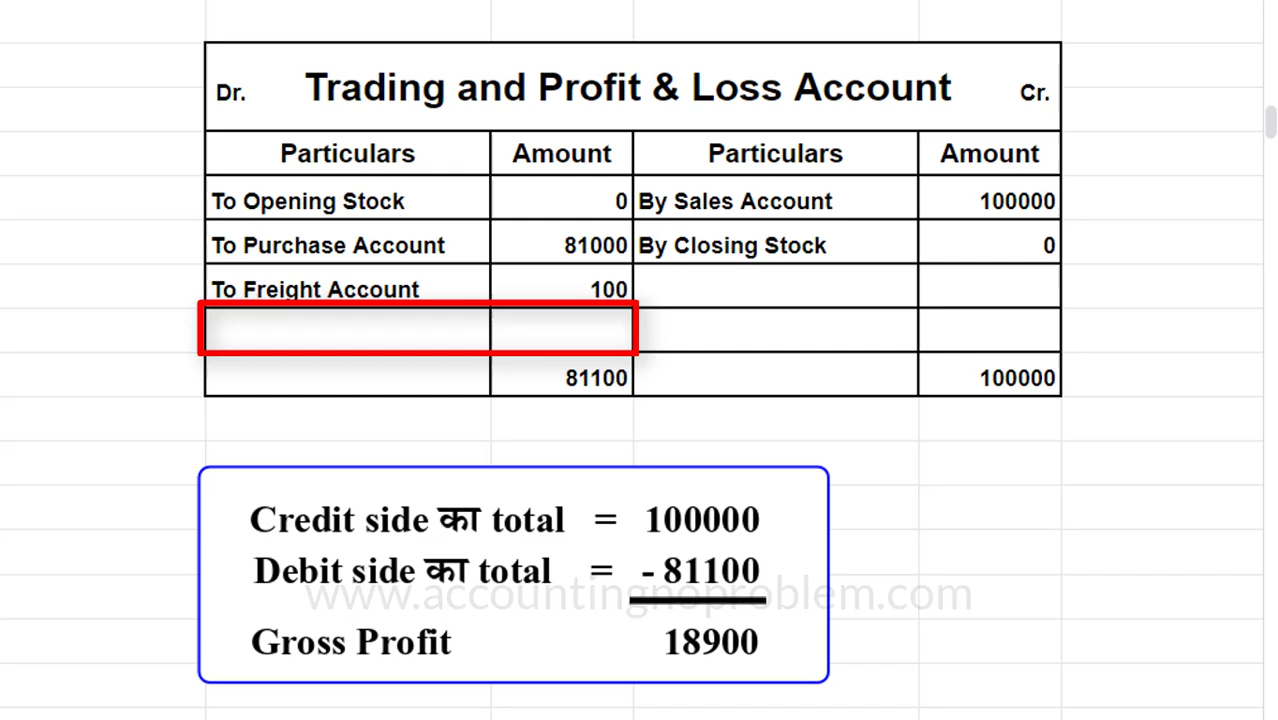 Dr. Trading and Profit & Loss Account Cr.
Particulars Amount Particulars Amount
To Opening Stock 0 By Sales Account 100000
To Purchase Account 81000 By Closing Stock 0
To Freight Account 100
81100 100000
Credit side का total = 100000
Debit side का total = - 81100
www.accountingnoproblem.com
Gross Profit 18900